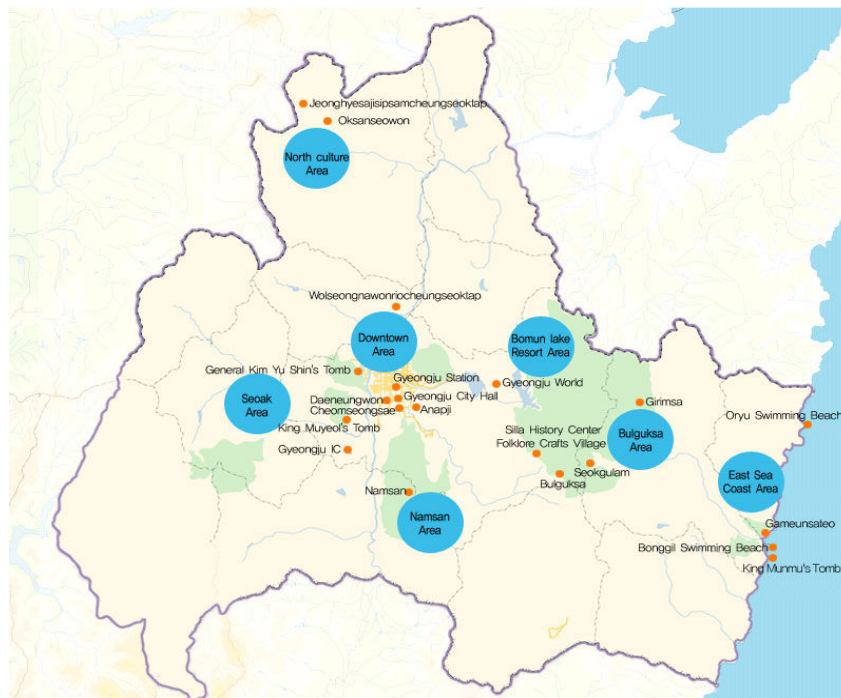 Jeonghyesajisipsamcheungseoktap
Oksanseowon
North culture
Area
Wolseongnawonriocheungseoktap
Downtown
Area
Bomun lake
Resort Area
General Kim Yu Shin's Tomb
Gyeongju Station
Gyeongju World
Seoak
Area
Daeneungwon
Gyeongju City Hall
Cheomseongsae
Anapji
Girimsa
Oryu Swimming Beach
King Muyeol's Tomb
Silla History Center
Folklore Crafts Village
Bulguksa
Area
Gyeongju IC
Seokgulam
Bulguksa
East Sea
Coast Area
Namsan
Namsan
Area
Gameunsateo
Bonggil Swimming Beach
King Munmu's Tomb